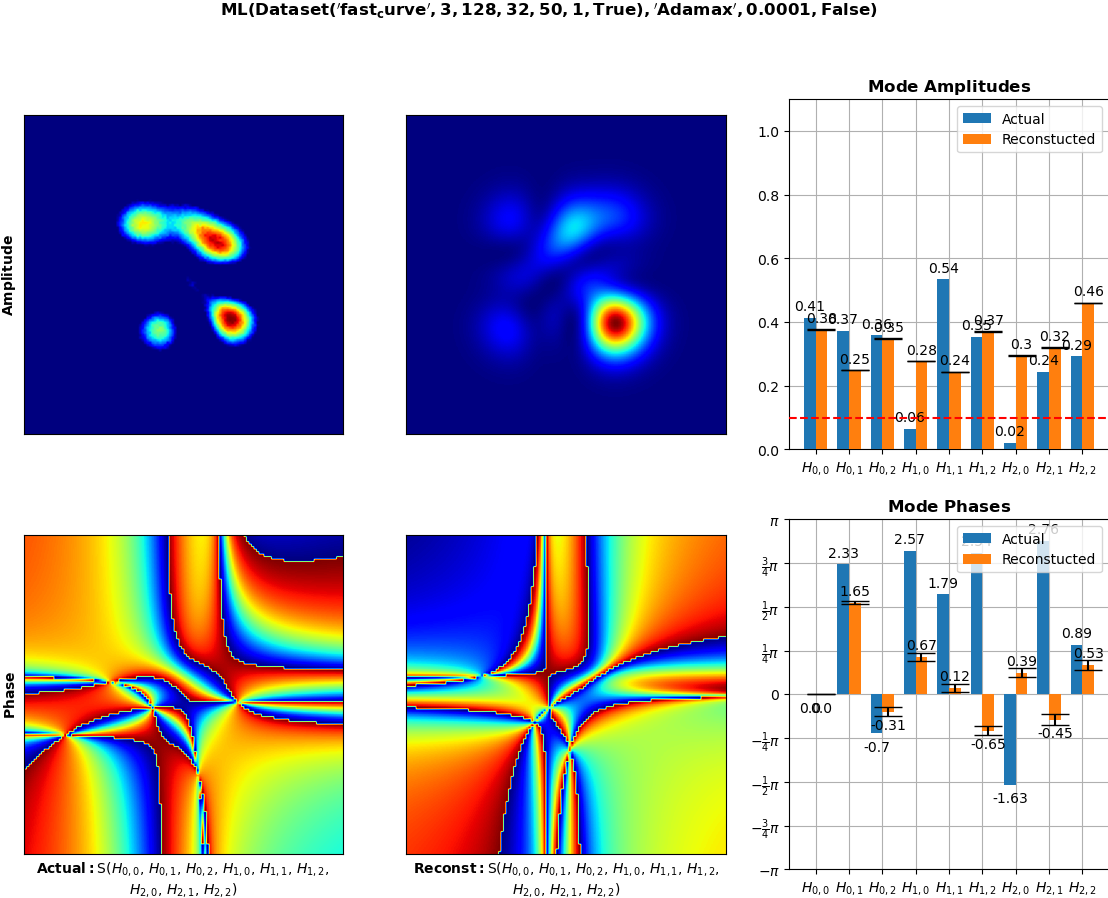 ML(Dataset('fast_curve', 3, 128, 32, 50, 1, True), 'Adamax', 0.0001, False)
Amplitude
Mode Amplitudes
Actual
Reconstucted
1.0
0.8
0.6
0.4
0.2
0.0
0.41
0.38
0.37
0.25
0.36
0.35
0.06
0.28
0.54
0.24
0.35
0.37
0.02
0.3
0.24
0.32
0.29
0.46
H0,0 H0,1 H0,2 H1,0 H1,1 H1,2 H2,0 H2,1 H2,2
Phase
Actual: S(H0,0, H0,1, H0,2, H1,0, H1,1, H1,2,
H2,0, H2,1, H2,2)
Reconst: S(H0,0, H0,1, H0,2, H1,0, H1,1, H1,2,
H2,0, H2,1, H2,2)
Mode Phases
Actual
Reconstucted
π
3/4π
1/2π
1/4π
0
−1/4π
−1/2π
−3/4π
−π
0.0
0.0
2.33
1.65
-0.7
-0.31
2.57
0.67
1.79
0.12
-0.65
-1.63
0.39
2.76
-0.45
0.89
0.53
H0,0 H0,1 H0,2 H1,0 H1,1 H1,2 H2,0 H2,1 H2,2